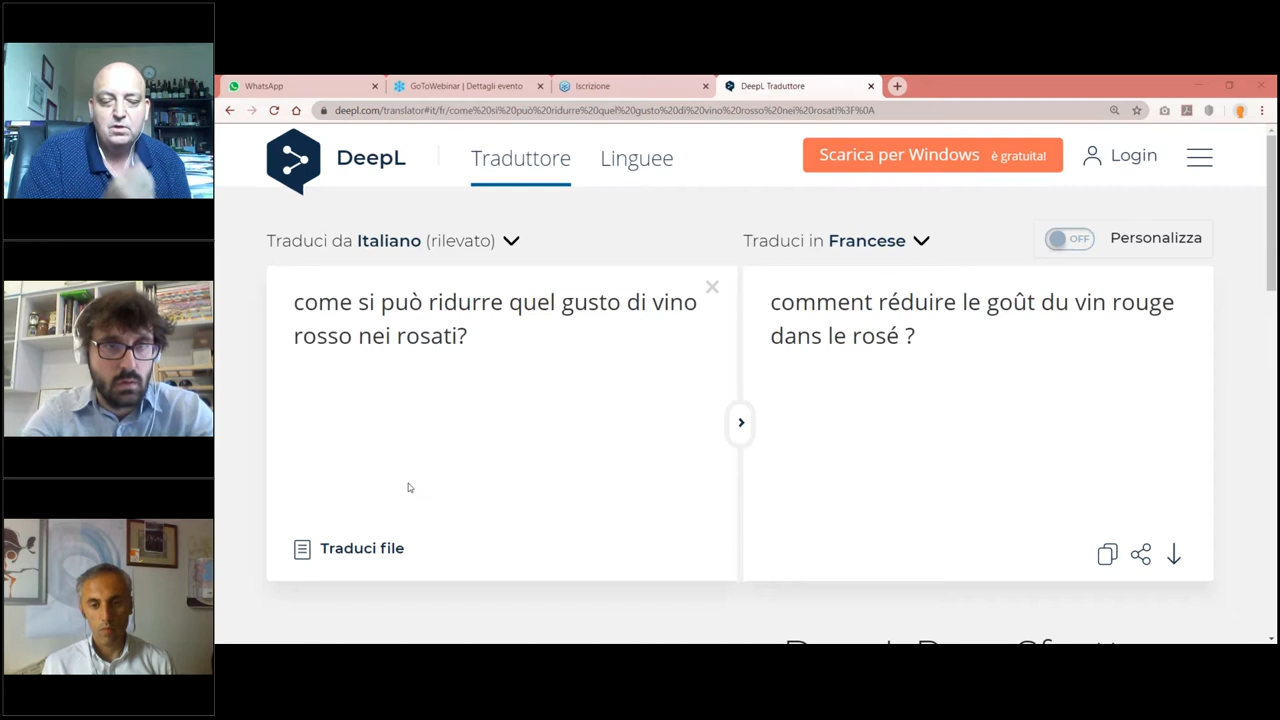 WhatsApp
GoToWebinar | Dettagli evento
Iscrizione
DeepL Traduttore
deepl.com/translator#it/fr/come%20si%20può%20ridurre%20quel%20gusto%20di%20vino%20rosso%20nei%20rosati%3F%0A
DeepL
Traduttore
Linguee
Scarica per Windows è gratuita!
Login
Traduci da Italiano (rilevato)
Traduci in Francese
OFF
Personalizza
come si può ridurre quel gusto di vino
rosso nei rosati?
comment réduire le goût du vin rouge
dans le rosé ?
Traduci file